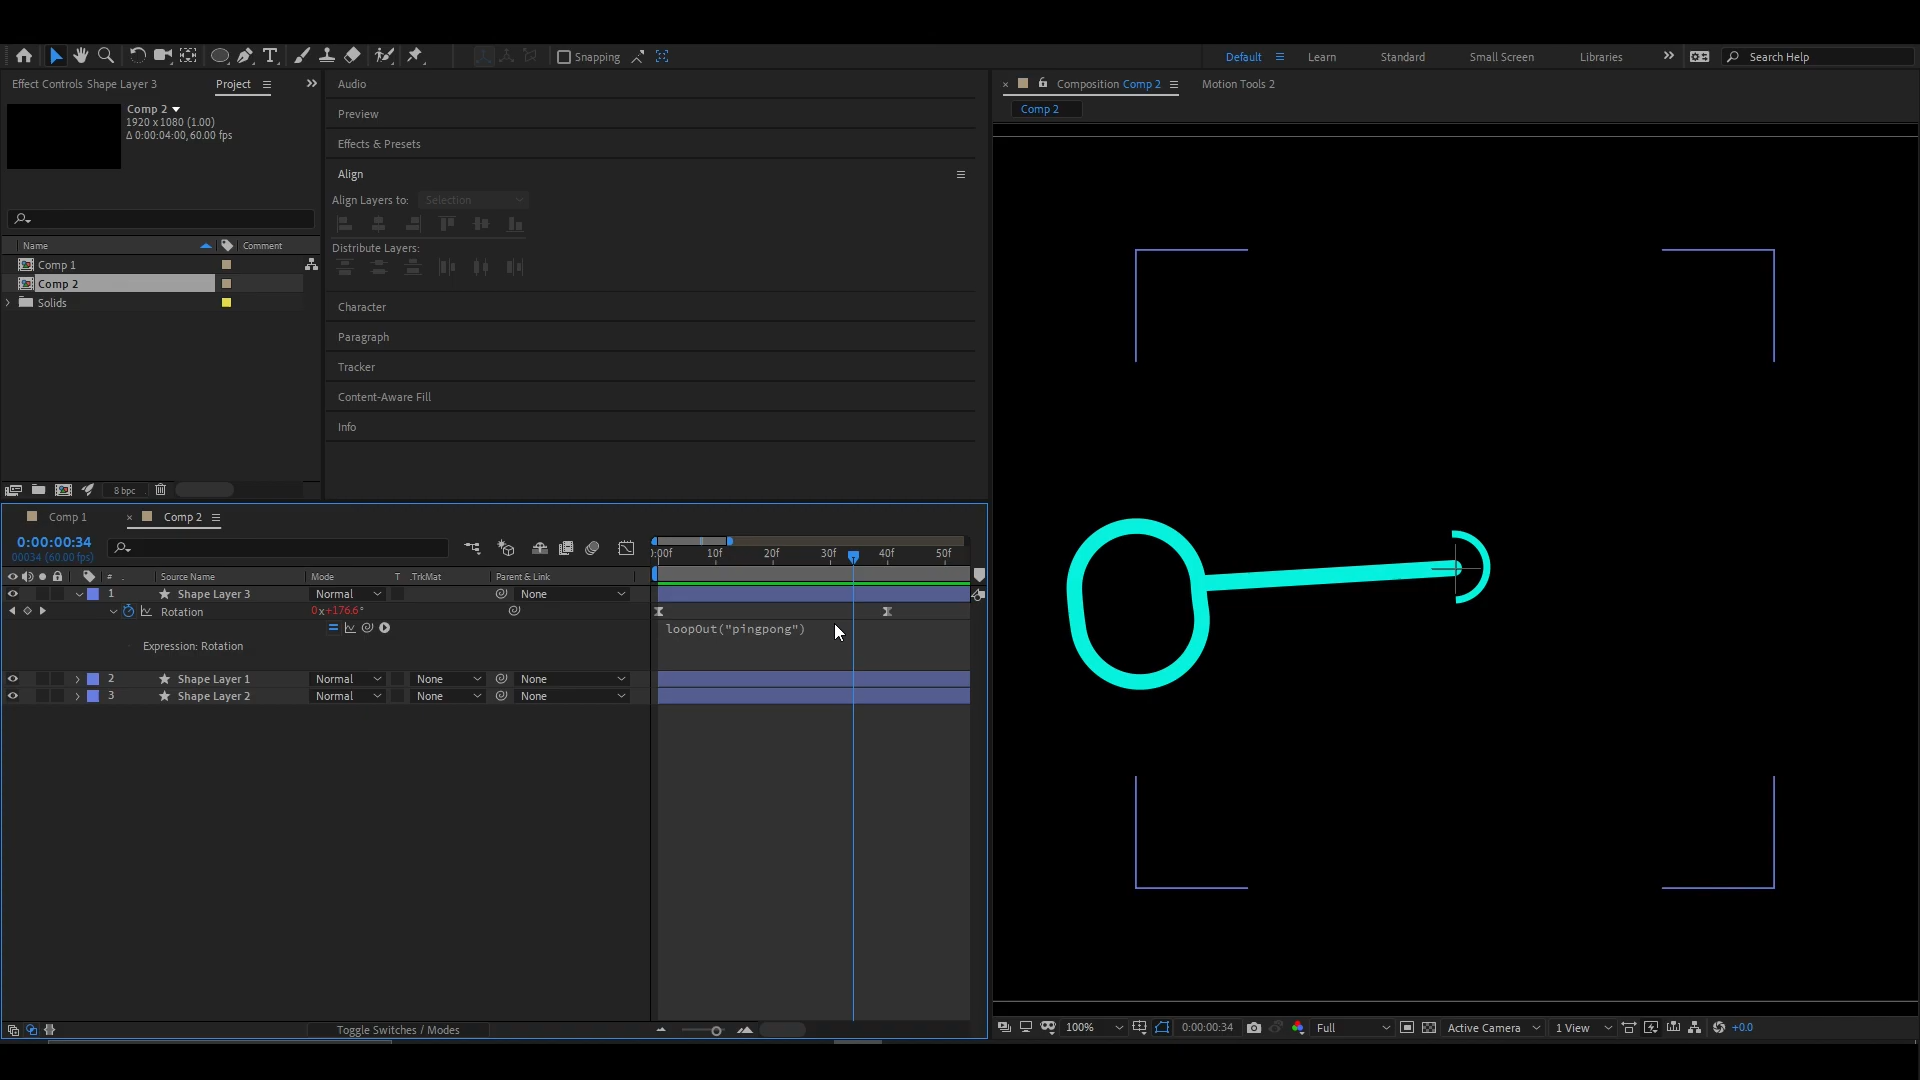 Snapping
Default
Learn
Standard
Small Screen
Libraries
Search Help
Effect Controls Shape Layer 3
Project
Comp 2
1920 x 1080 (1.00)
Δ 0:00:04:00, 60.00 fps
Name
Comment
Comp 1
Comp 2
Solids
8 bpc
Audio
Preview
Effects & Presets
Align
Align Layers to:
Selection
Distribute Layers:
Character
Paragraph
Tracker
Content-Aware Fill
Info
Composition Comp 2
Motion Tools 2
Comp 2
Comp 1
Comp 2
0:00:00:34
00034 (60.00 fps)
0:00f 10f 20f 30f 40f 50f
# . Source Name Mode T .TrkMat Parent & Link
1 Shape Layer 3 Normal None
Rotation 0x+176.6°
loopOut("pingpong")
Expression: Rotation
2 Shape Layer 1 Normal None None
3 Shape Layer 2 Normal None None
Toggle Switches / Modes
100% 0:00:00:34 Full Active Camera 1 View +0.0